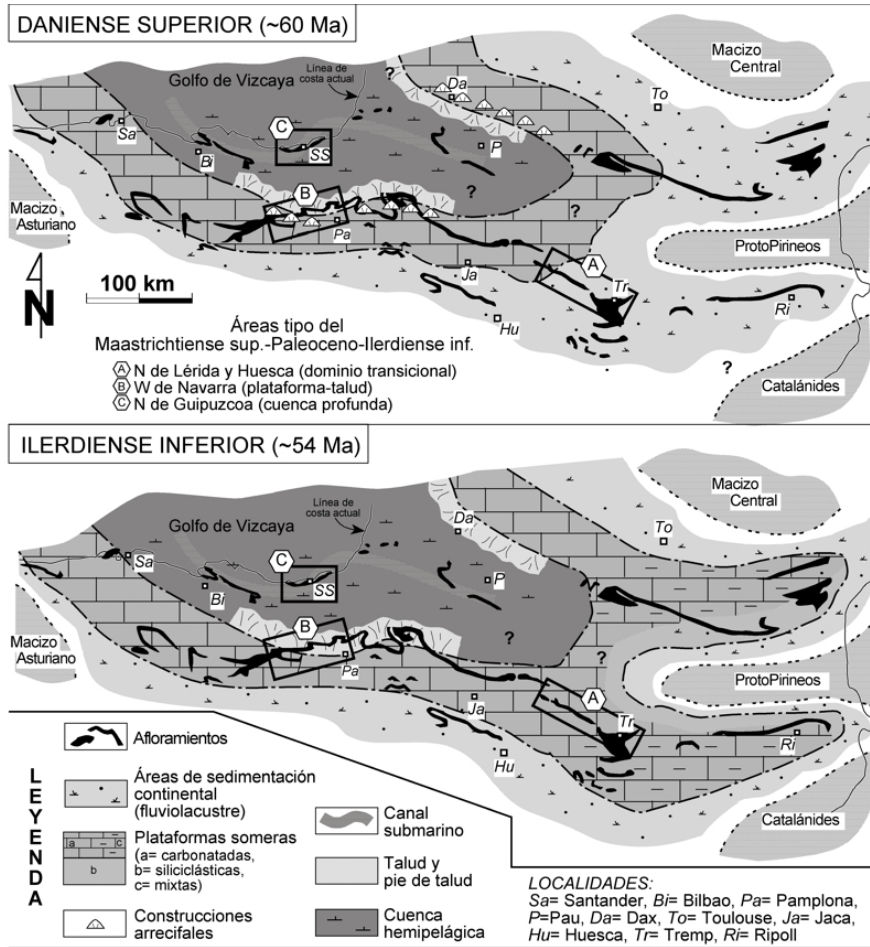 DANIENSE SUPERIOR (~60 Ma)
Golfo de Vizcaya
Línea de
costa actual
?
Da
To
Macizo
Central
Sa
Bi
C
SS
P
?
B
?
Macizo
Asturiano
Pa
ProtoPirineos
100 km
N
Ja
A
Tr
Hu
Ri
?
Catalánides
Áreas tipo del
Maastrichtiense sup.-Paleoceno-Ilerdiense inf.
A N de Lérida y Huesca (dominio transicional)
B W de Navarra (plataforma-talud)
C N de Guipuzcoa (cuenca profunda)
ILERDIENSE INFERIOR (~54 Ma)
Golfo de Vizcaya
Línea de
costa actual
Da
To
Macizo
Central
Sa
Bi
C
SS
P
B
?
?
Macizo
Asturiano
Pa
ProtoPirineos
Ja
A
Tr
Hu
Ri
Catalánides
LEYENDA
Afloramientos
Áreas de sedimentación
continental
(fluviolacustre)
a c
b
Plataformas someras
(a= carbonatadas,
b= siliciclásticas,
c= mixtas)
Construcciones
arrecifales
Canal
submarino
Talud y
pie de talud
Cuenca
hemipelágica
LOCALIDADES:
Sa= Santander, Bi= Bilbao, Pa= Pamplona,
P=Pau, Da= Dax, To= Toulouse, Ja= Jaca,
Hu= Huesca, Tr= Tremp, Ri= Ripoll